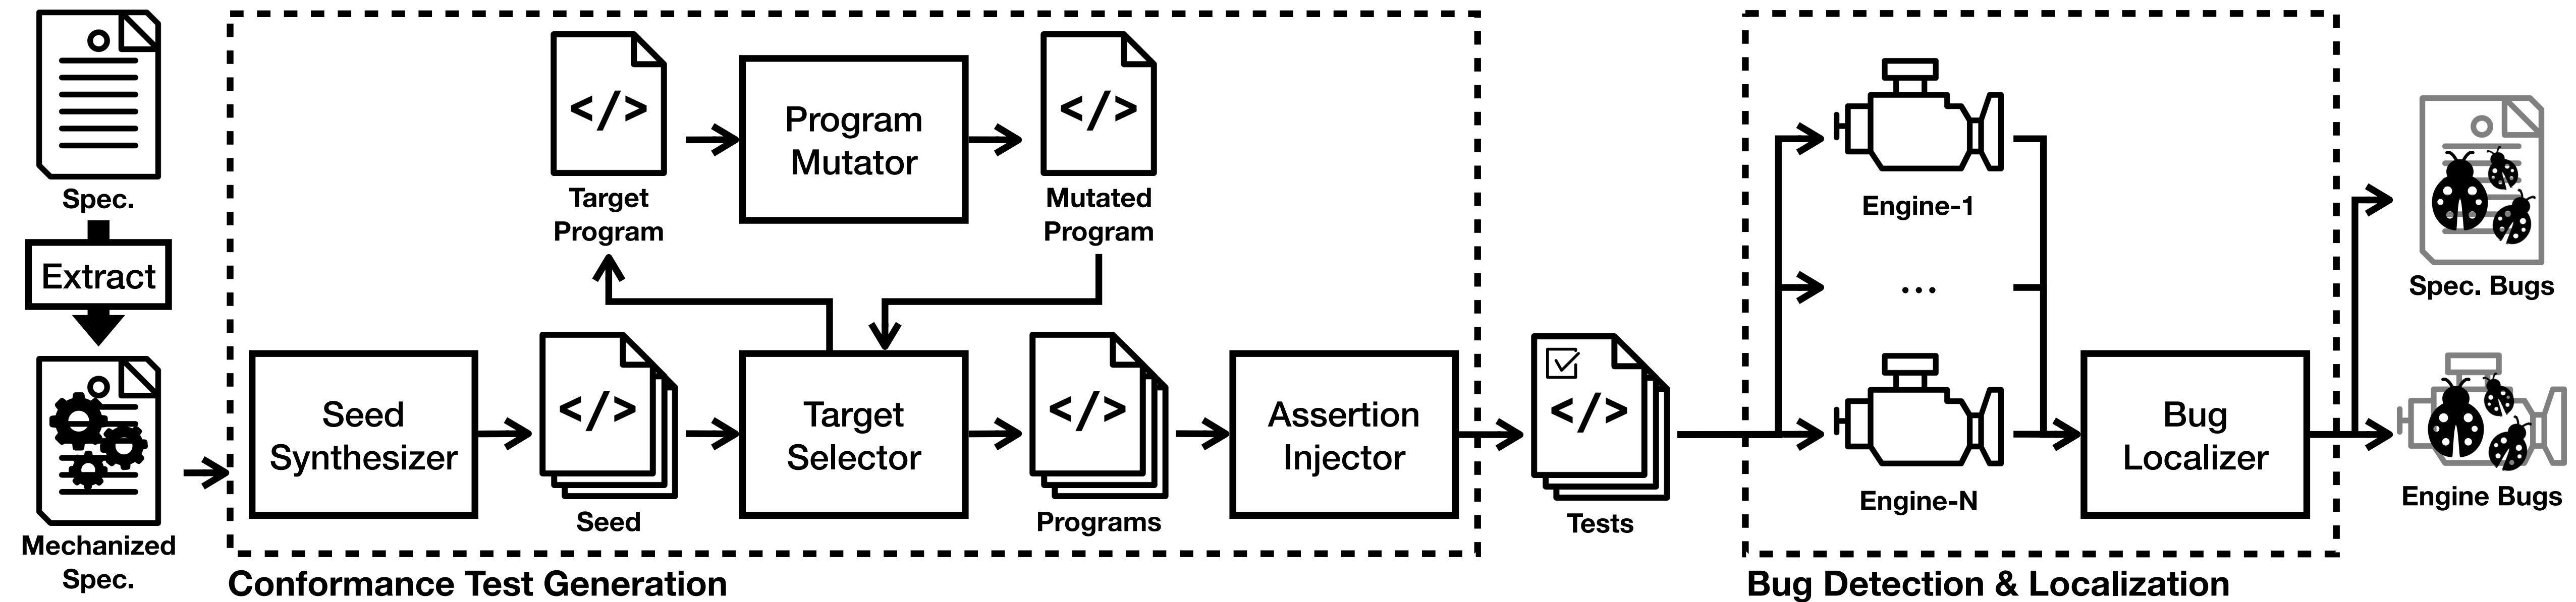 Spec.
Extract
Mechanized
Spec.
</>
Target
Program
Program
Mutator
</>
Mutated
Program
Seed
Synthesizer
</>
Seed
Target
Selector
</>
Programs
Assertion
Injector
Conformance Test Generation
</>
Tests
Engine-1
...
Engine-N
Bug
Localizer
Bug Detection & Localization
Spec. Bugs
Engine Bugs